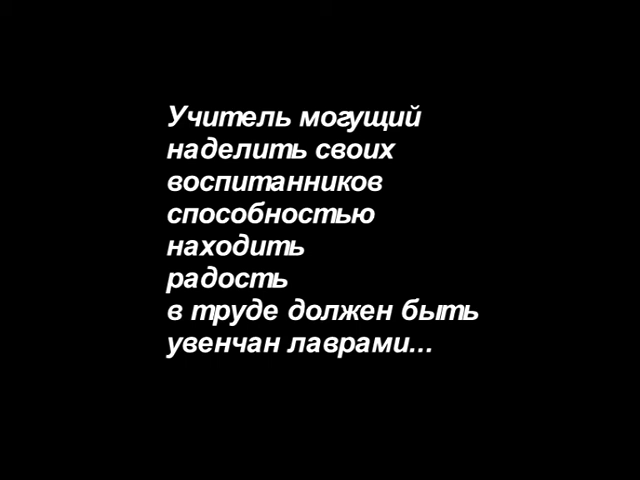 Учитель могущий
наделить своих
воспитанников
способностью
находить
радость
в труде должен быть
увенчан лаврами...